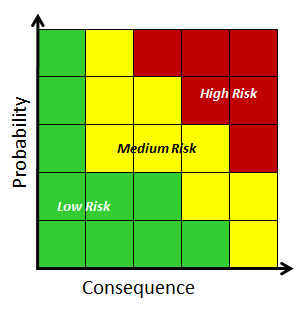 High Risk
Probability
Medium Risk
Low Risk
Consequence